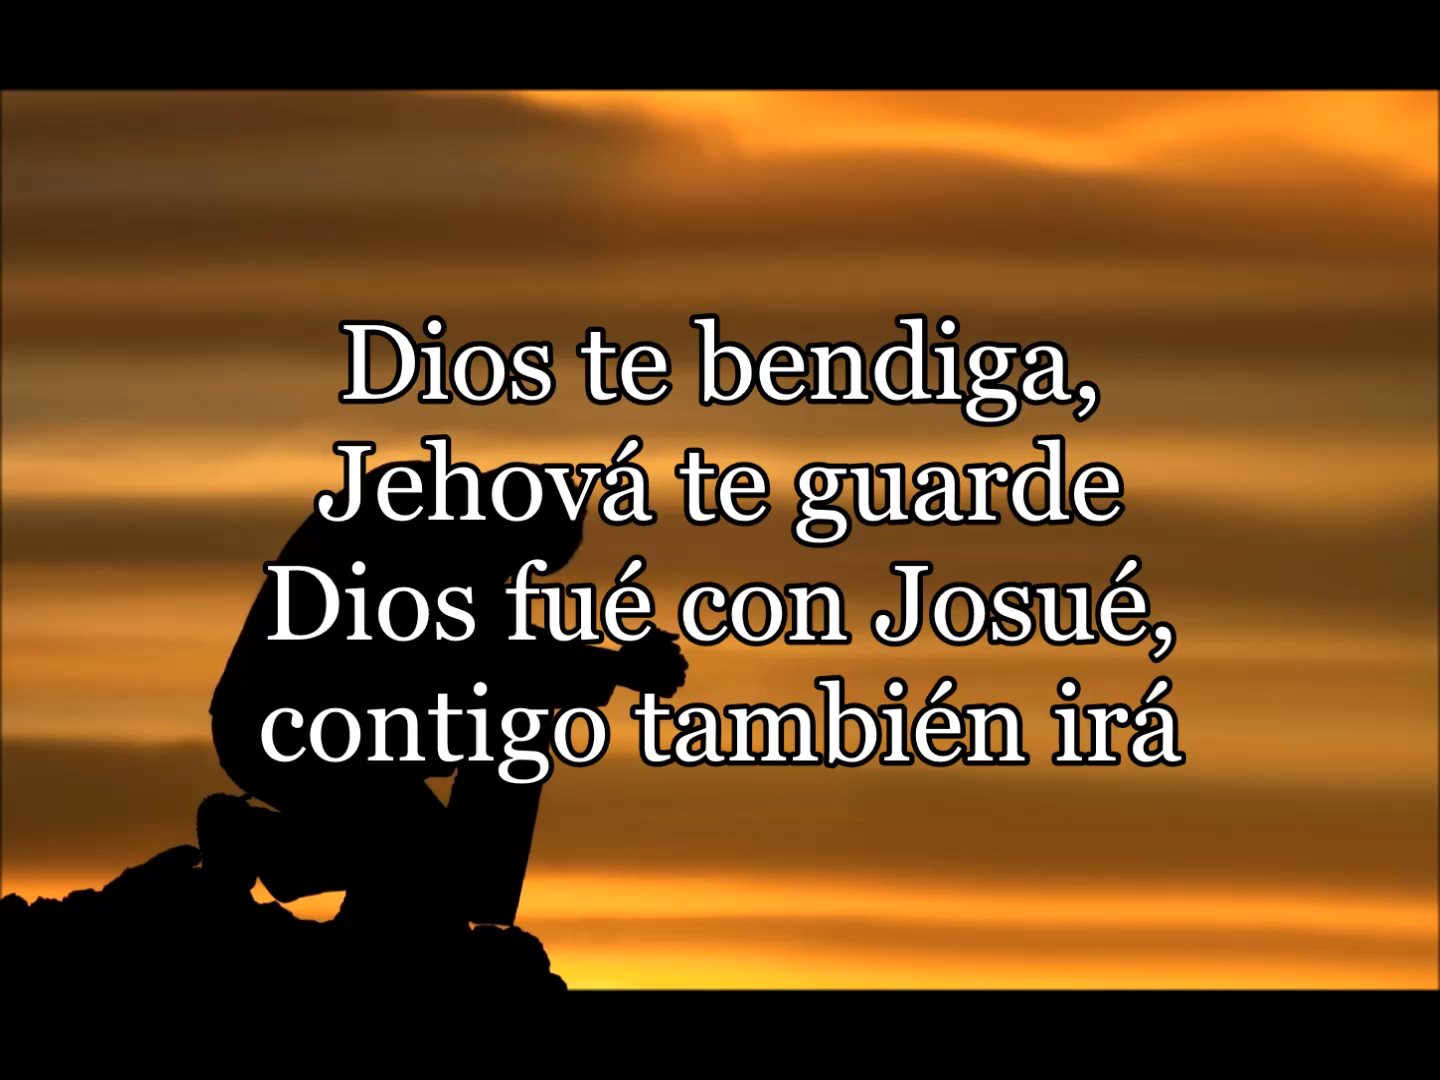 Dios te bendiga,
Jehová te guarde
Dios fué con Josué,
contigo también irá